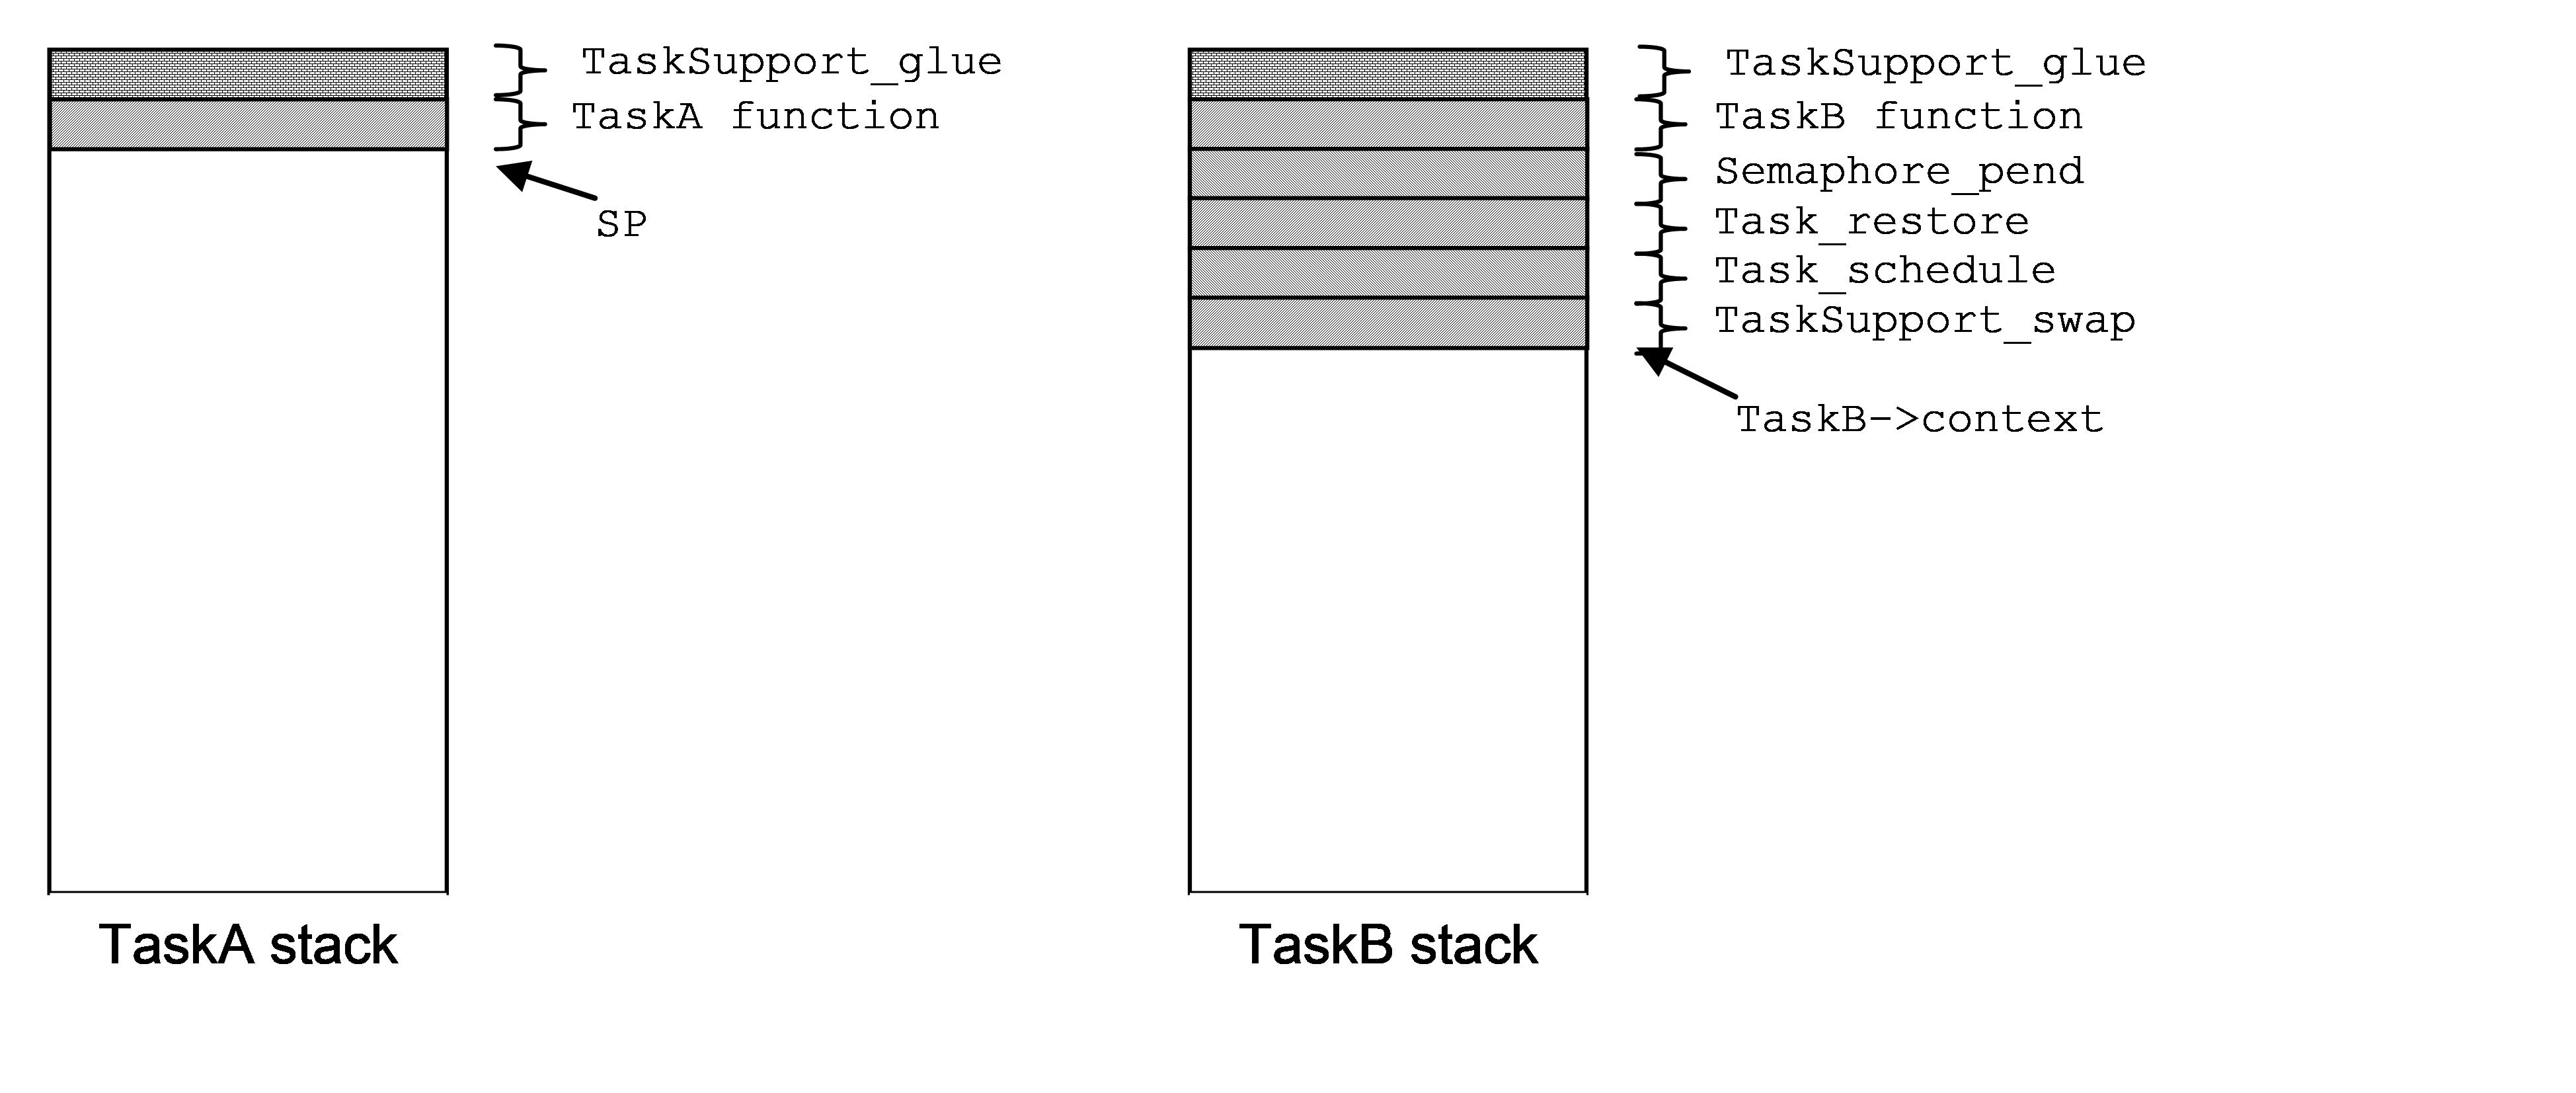 TaskSupport_glue
TaskA function
SP
TaskA stack
TaskSupport_glue
TaskB function
Semaphore_pend
Task_restore
Task_schedule
TaskSupport_swap
TaskB->context
TaskB stack